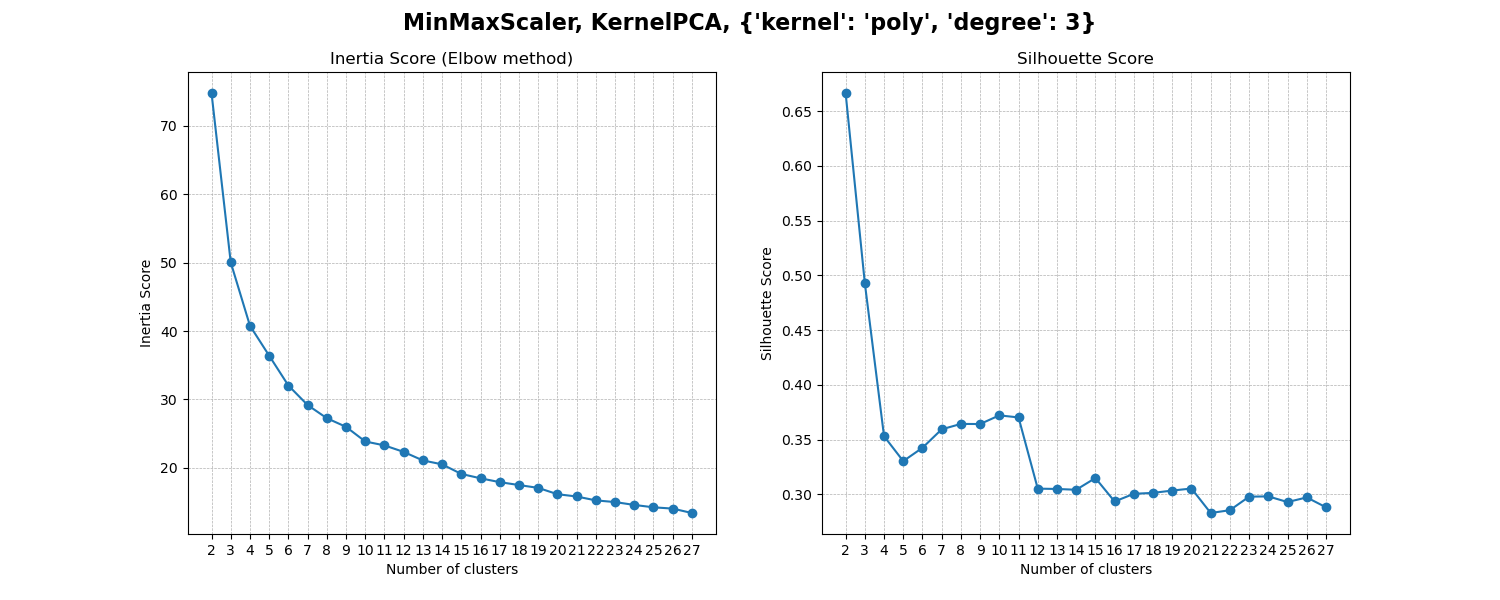 MinMaxScaler, KernelPCA, {'kernel': 'poly', 'degree': 3}
Inertia Score (Elbow method)
70
60
50
40
30
20
Inertia Score
2 3 4 5 6 7 8 9 10 11 12 13 14 15 16 17 18 19 20 21 22 23 24 25 26 27
Number of clusters
Silhouette Score
0.65
0.60
0.55
0.50
0.45
0.40
0.35
0.30
Silhouette Score
2 3 4 5 6 7 8 9 10 11 12 13 14 15 16 17 18 19 20 21 22 23 24 25 26 27
Number of clusters